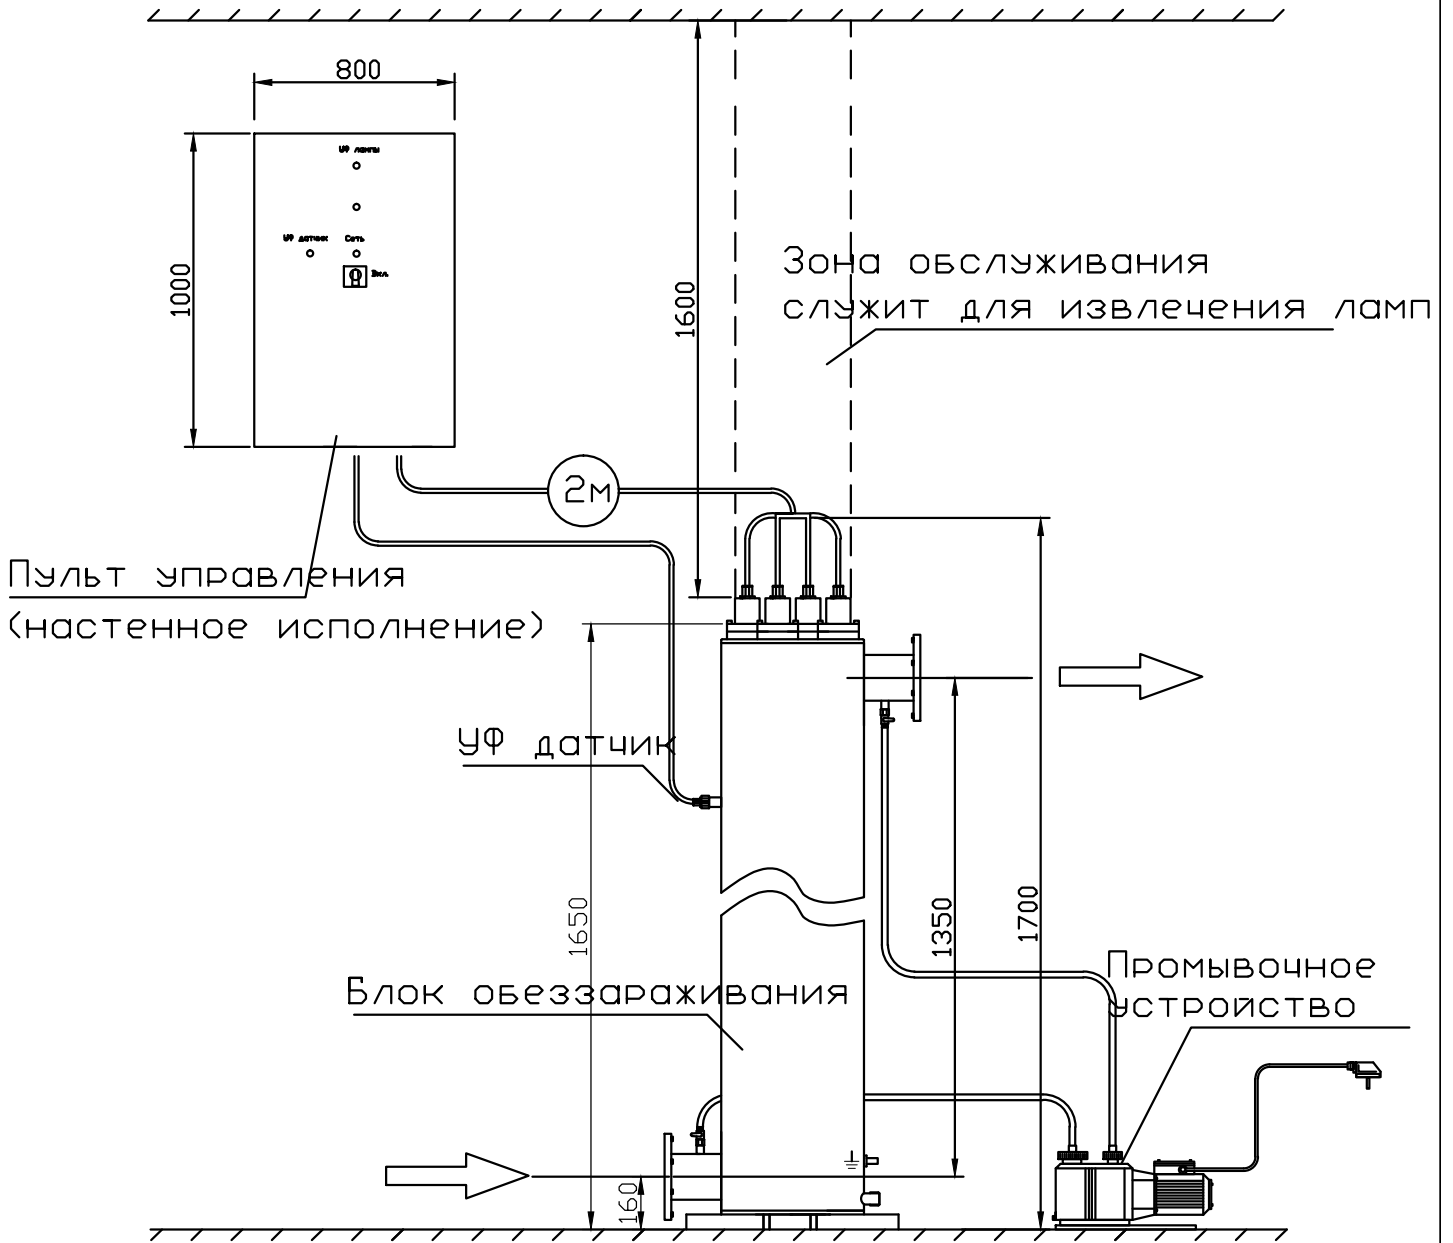 800
УФ лампы
УФ датчик
Сеть
Вкл.
1000
1600
Зона обслуживания
служит для извлечения ламп
2м
Пульт управления
(настенное исполнение)
УФ датчик
1650
1350
1700
Блок обеззараживания
Промывочное
устройство
160